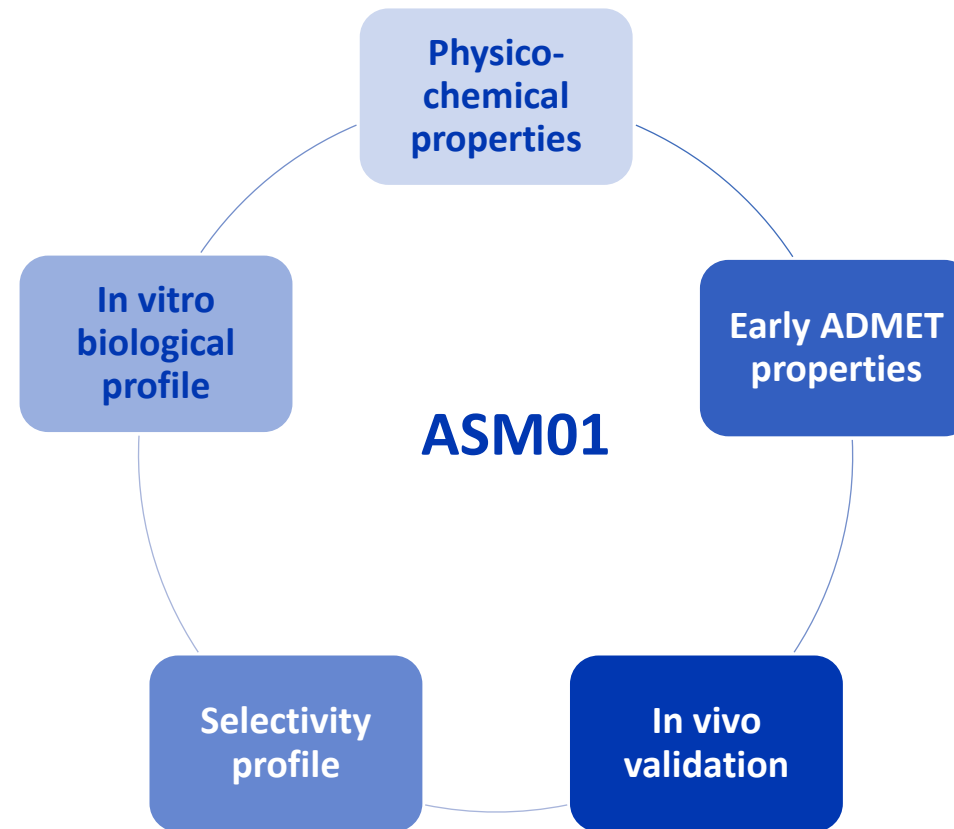 Physico-
chemical
properties
In vitro
biological
profile
Early ADMET
properties
ASM01
Selectivity
profile
In vivo
validation